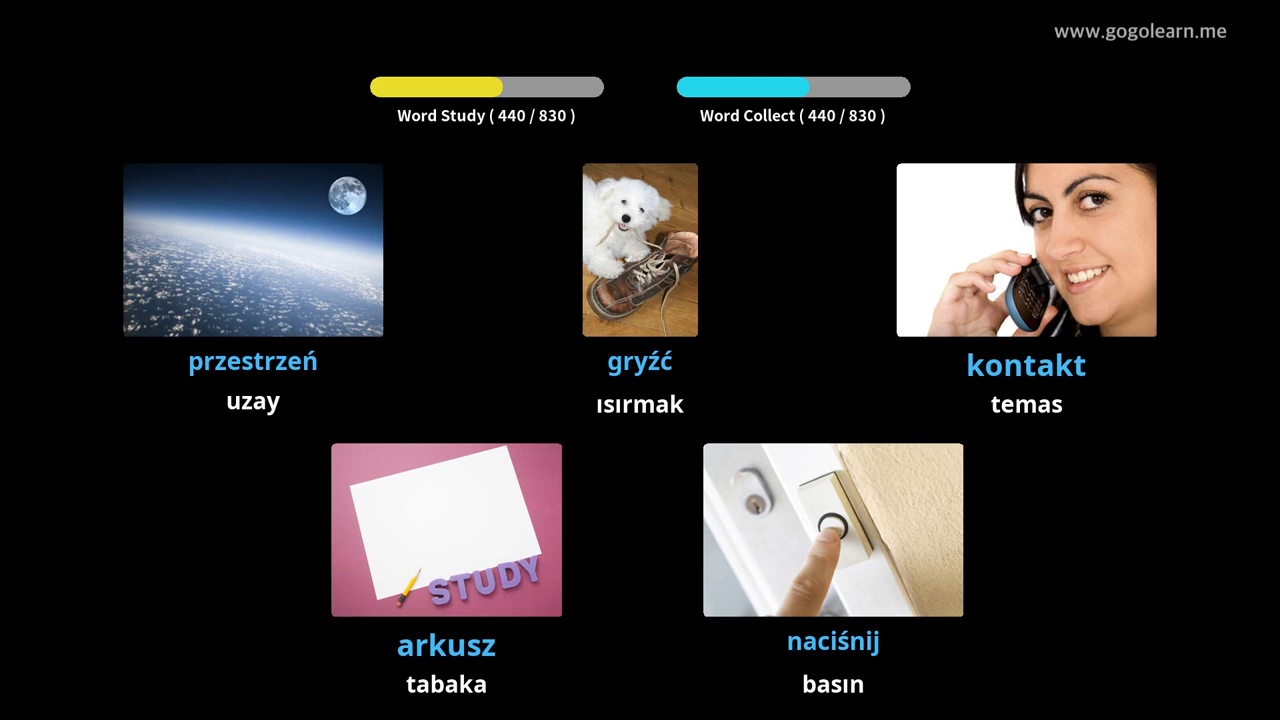 www.gogolearn.me
Word Study ( 440 / 830 )
Word Collect ( 440 / 830 )
przestrzeń
uzay
gryźć
ısırmak
kontakt
temas
STUDY
arkusz
tabaka
naciśnij
basın